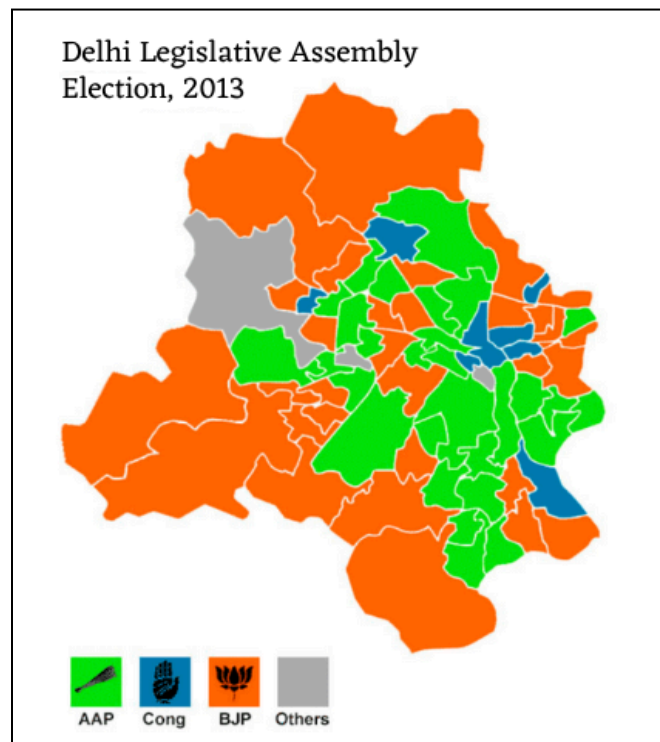 Delhi Legislative Assembly
Election, 2013
AAP Cong BJP Others